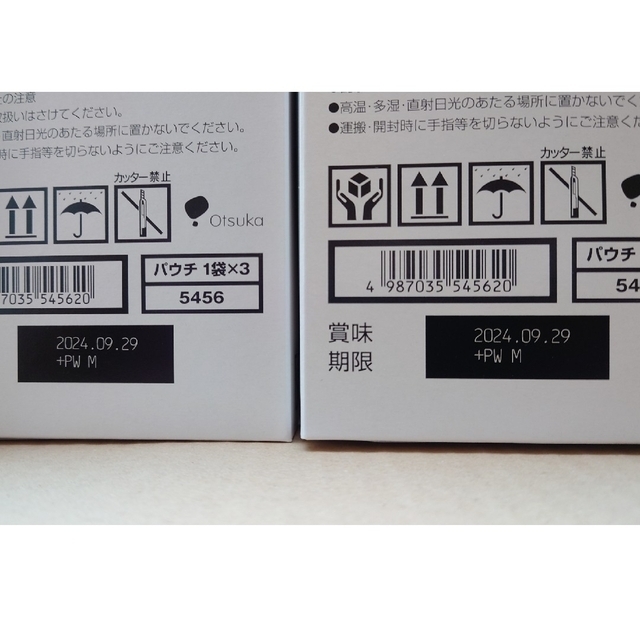 との注意
取扱いはさけてください。
直射日光のあたる場所に置かないでください。
時に手指等を切らないようにご注意ください。
カッター禁止
Otsuka
7035 545620
パウチ 1袋×3
5456
2024.09.29
+PW M
●高温・多湿・直射日光のあたる場所に置かないでく
●運搬・開封時に手指等を切らないようにご注意くだ
カッター禁止
4 987035 545620
パウチ
54
賞味
期限
2024.09.29
+PW M